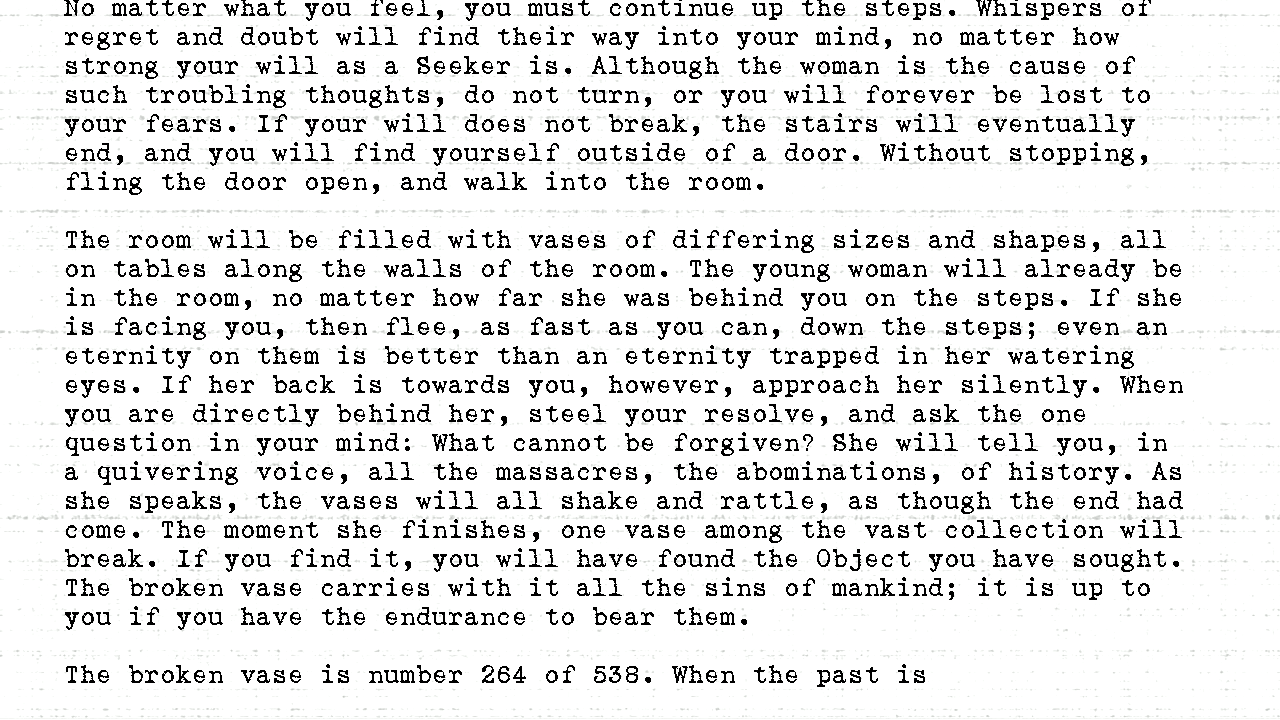 No matter what you feel, you must continue up the steps. Whispers of
regret and doubt will find their way into your mind, no matter how
strong your will as a Seeker is. Although the woman is the cause of
such troubling thoughts, do not turn, or you will forever be lost to
your fears. If your will does not break, the stairs will eventually
end, and you will find yourself outside of a door. Without stopping,
fling the door open, and walk into the room.

The room will be filled with vases of differing sizes and shapes, all
on tables along the walls of the room. The young woman will already be
in the room, no matter how far she was behind you on the steps. If she
is facing you, then flee, as fast as you can, down the steps; even an
eternity on them is better than an eternity trapped in her watering
eyes. If her back is towards you, however, approach her silently. When
you are directly behind her, steel your resolve, and ask the one
question in your mind: What cannot be forgiven? She will tell you, in
a quivering voice, all the massacres, the abominations, of history. As
she speaks, the vases will all shake and rattle, as though the end had
come. The moment she finishes, one vase among the vast collection will
break. If you find it, you will have found the Object you have sought.
The broken vase carries with it all the sins of mankind; it is up to
you if you have the endurance to bear them.

The broken vase is number 264 of 538. When the past is